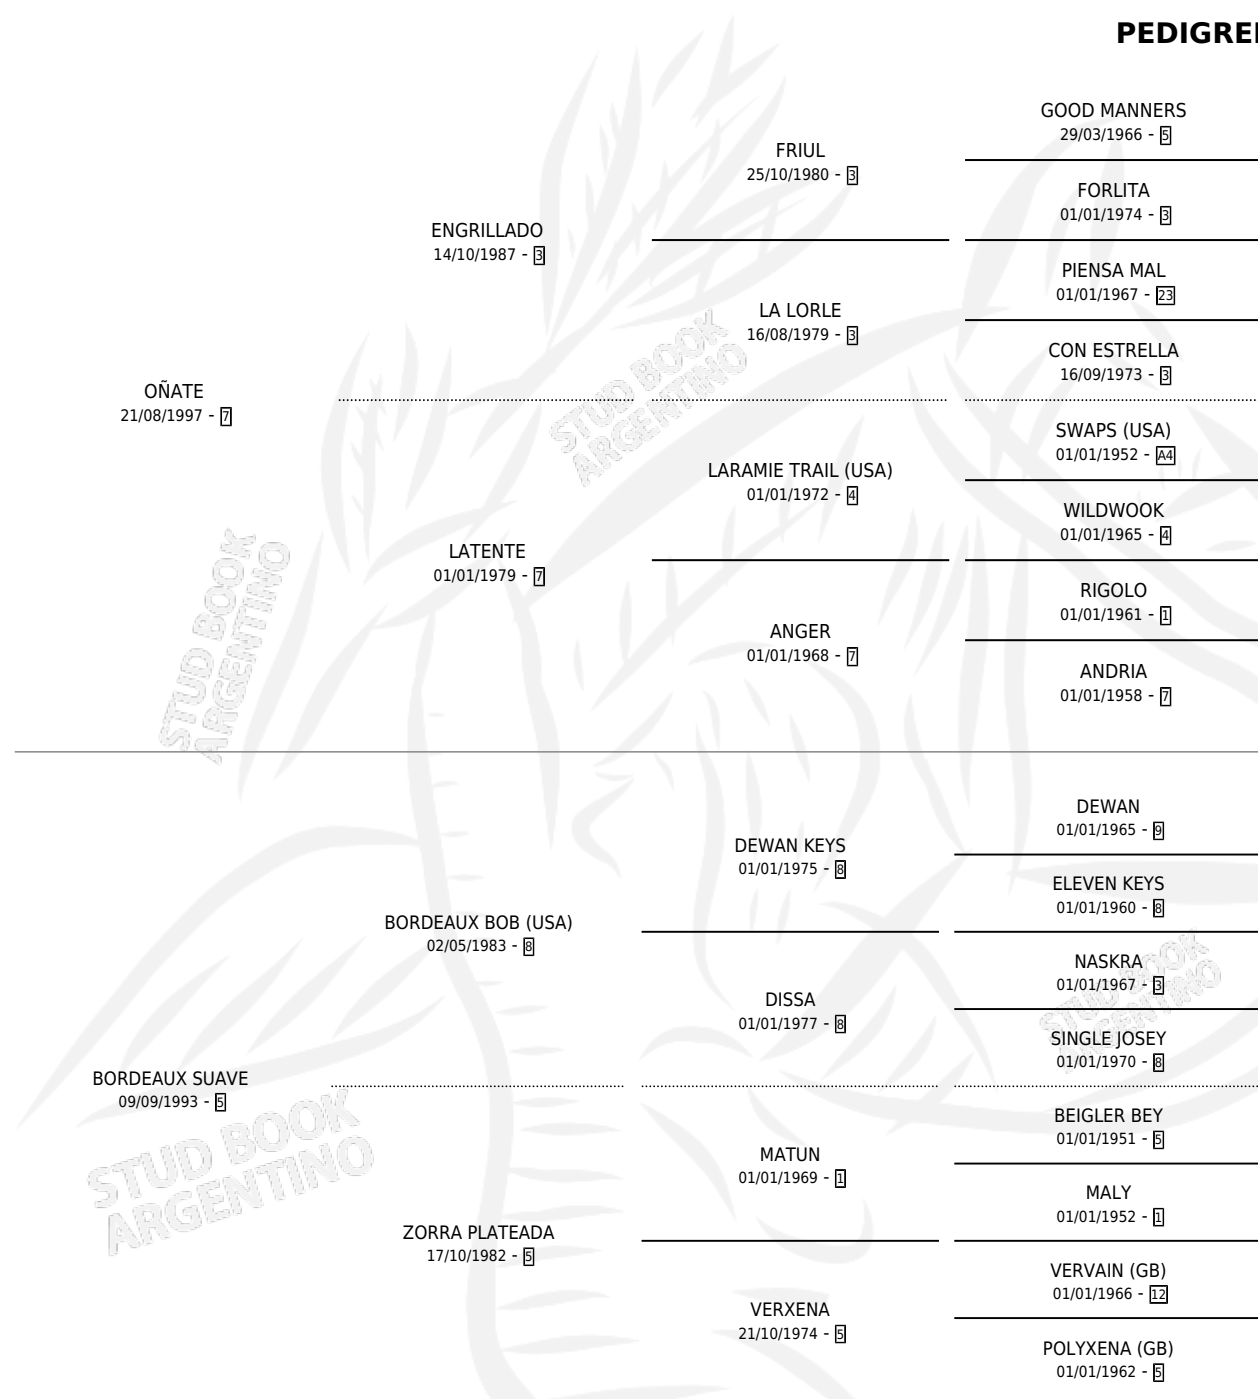 PEDIGREE
GOOD MANNERS
29/03/1966 - 5
FRIUL
25/10/1980 - 3
FORLITA
01/01/1974 - 3
ENGRILLADO
14/10/1987 - 3
PIENSA MAL
01/01/1967 - 23
LA LORLE
16/08/1979 - 3
CON ESTRELLA
16/09/1973 - 3
OÑATE
21/08/1997 - 7
SWAPS (USA)
01/01/1952 - A4
LARAMIE TRAIL (USA)
01/01/1972 - 4
WILDWOOK
01/01/1965 - 4
LATENTE
01/01/1979 - 7
RIGOLO
01/01/1961 - 1
ANGER
01/01/1968 - 7
ANDRIA
01/01/1958 - 7
DEWAN
01/01/1965 - 9
DEWAN KEYS
01/01/1975 - 8
ELEVEN KEYS
01/01/1960 - 8
BORDEAUX BOB (USA)
02/05/1983 - 8
NASKRA
01/01/1967 - 3
DISSA
01/01/1977 - 8
SINGLE JOSEY
01/01/1970 - 8
BORDEAUX SUAVE
09/09/1993 - 5
BEIGLER BEY
01/01/1951 - 5
MATUN
01/01/1969 - 1
MALY
01/01/1952 - 1
ZORRA PLATEADA
17/10/1982 - 5
VERVAIN (GB)
01/01/1966 - 12
VERXENA
21/10/1974 - 5
POLYXENA (GB)
01/01/1962 - 5
STUD BOOK
ARGENTINO
STUD BOOK
ARGENTINO
STUD BOOK
ARGENTINO
STUD BOOK
ARGENTINO